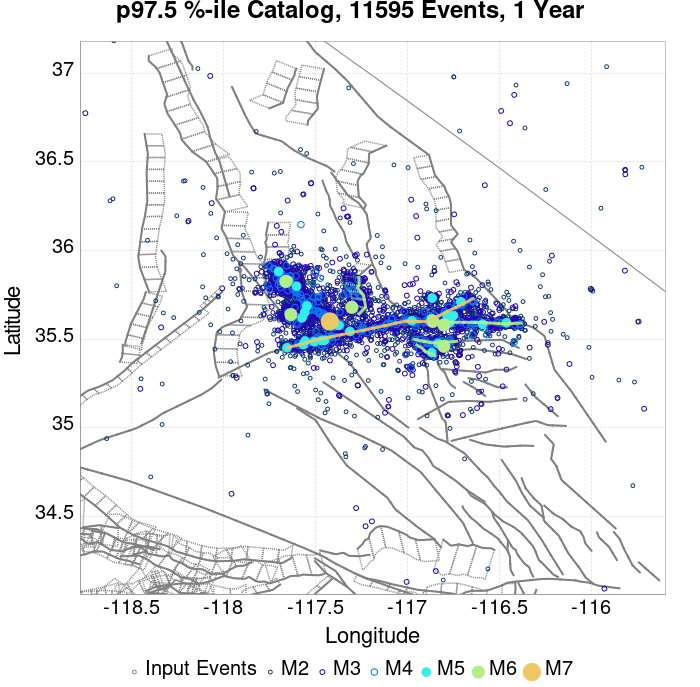 p97.5 %-ile Catalog, 11595 Events, 1 Year
37
36.5
36
35.5
35
34.5
Latitude
-118.5 -118 -117.5 -117 -116.5 -116
Longitude
Input Events M2 M3 M4 M5 M6 M7